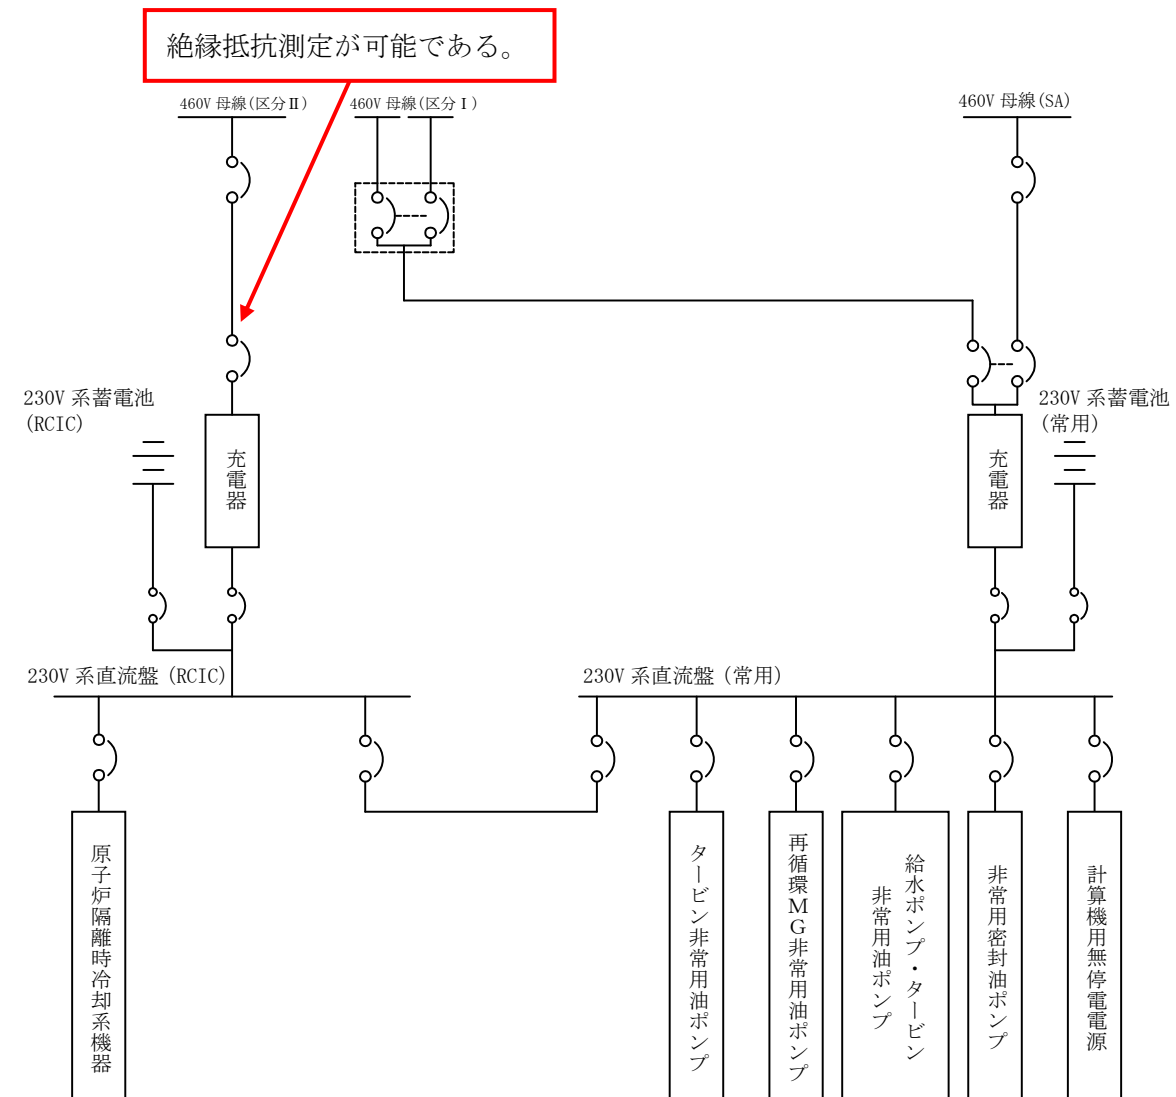 絶縁抵抗測定が可能である。
460V 母線(区分Ⅱ)
460V 母線(区分Ⅰ)
460V 母線(SA)
230V 系蓄電池
(RCIC)
充電器
充電器
230V 系蓄電池
(常用)
230V 系直流盤 (RCIC)
230V 系直流盤 (常用)
原子炉隔離時冷却系機器
タービン非常用油ポンプ
再循環MG非常用油ポンプ
給水ポンプ・タービン
非常用油ポンプ
非常用密封油ポンプ
計算機用無停電電源